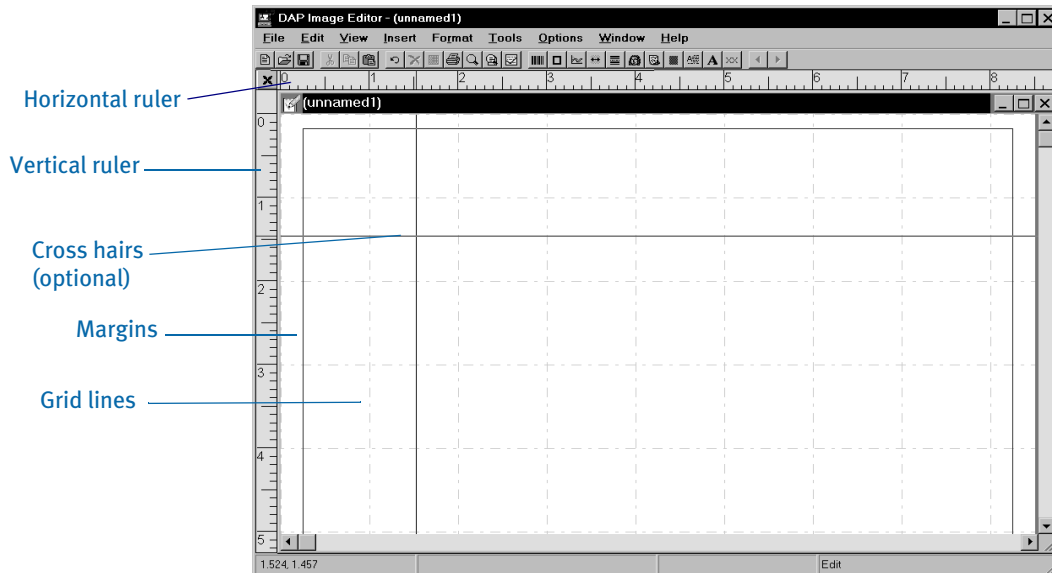 DAP Image Editor - (unnamed1)
File Edit View Insert Format Tools Options Window Help
0 1 2 3 4 5 6 7 8
Horizontal ruler
(unnamed1)
0
Vertical ruler
1
Cross hairs
(optional)
2
Margins
3
Grid lines
4
5
1.524, 1.457 Edit